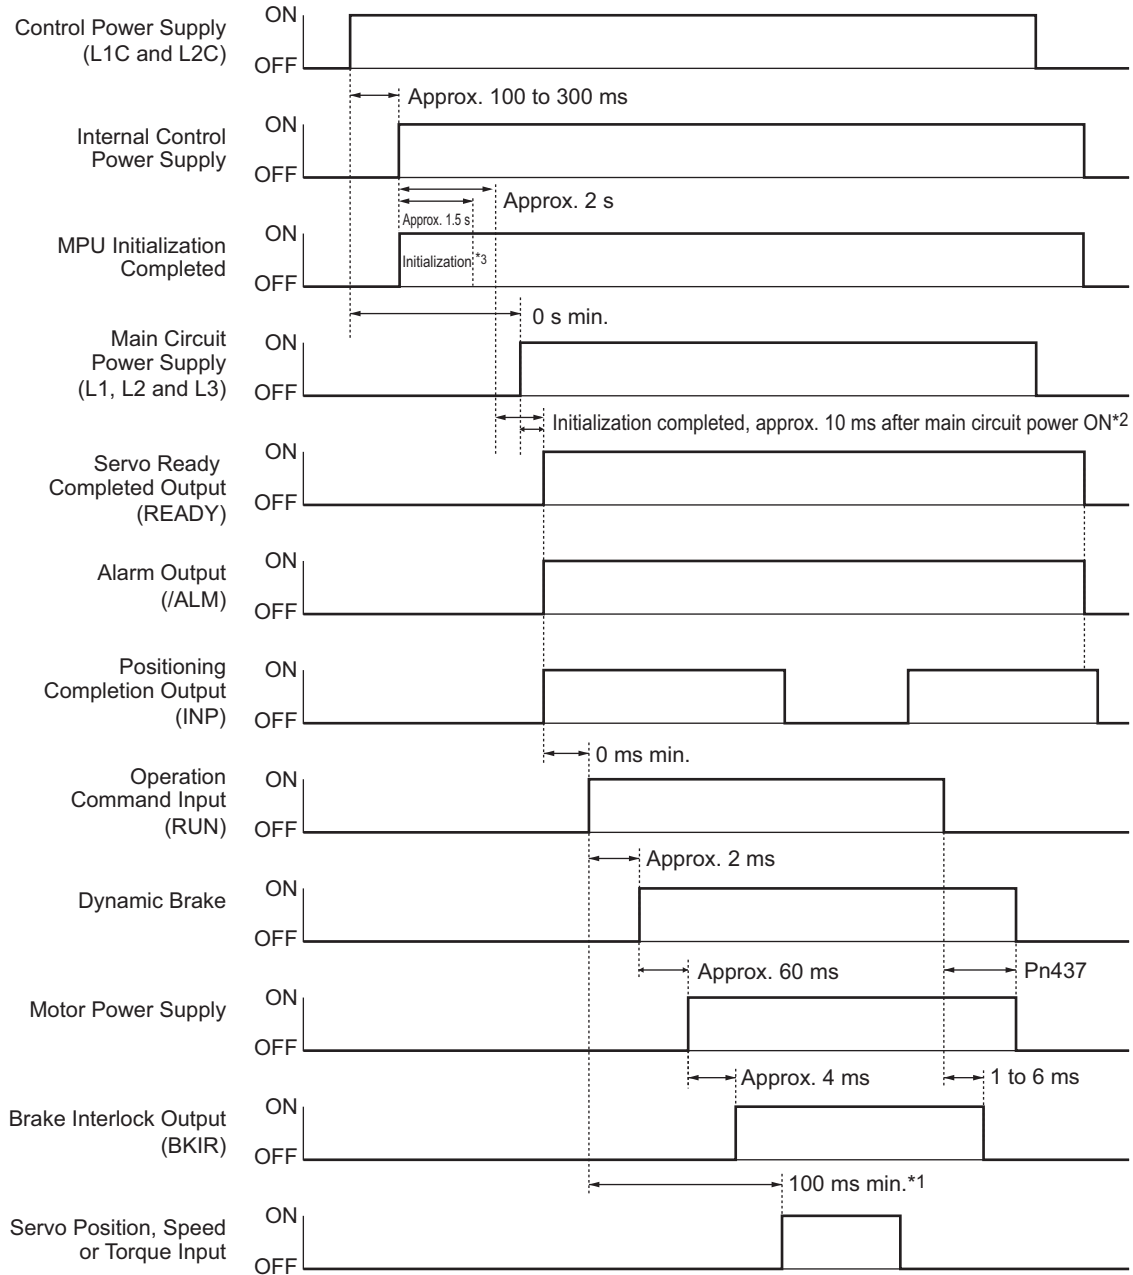 Control Power Supply
(L1C and L2C)
ON
OFF
Approx. 100 to 300 ms
Internal Control
Power Supply
ON
OFF
Approx. 2 s
Approx. 1.5 s
MPU Initialization
Completed
ON
OFF
Initialization *3
0 s min.
Main Circuit
Power Supply
(L1, L2 and L3)
ON
OFF
Initialization completed, approx. 10 ms after main circuit power ON*2
Servo Ready
Completed Output
(READY)
ON
OFF
Alarm Output
(/ALM)
ON
OFF
Positioning
Completion Output
(INP)
ON
OFF
0 ms min.
Operation
Command Input
(RUN)
ON
OFF
Approx. 2 ms
Dynamic Brake
ON
OFF
Approx. 60 ms
Pn437
Motor Power Supply
ON
OFF
Approx. 4 ms
1 to 6 ms
Brake Interlock Output
(BKIR)
ON
OFF
100 ms min.*1
Servo Position, Speed
or Torque Input
ON
OFF